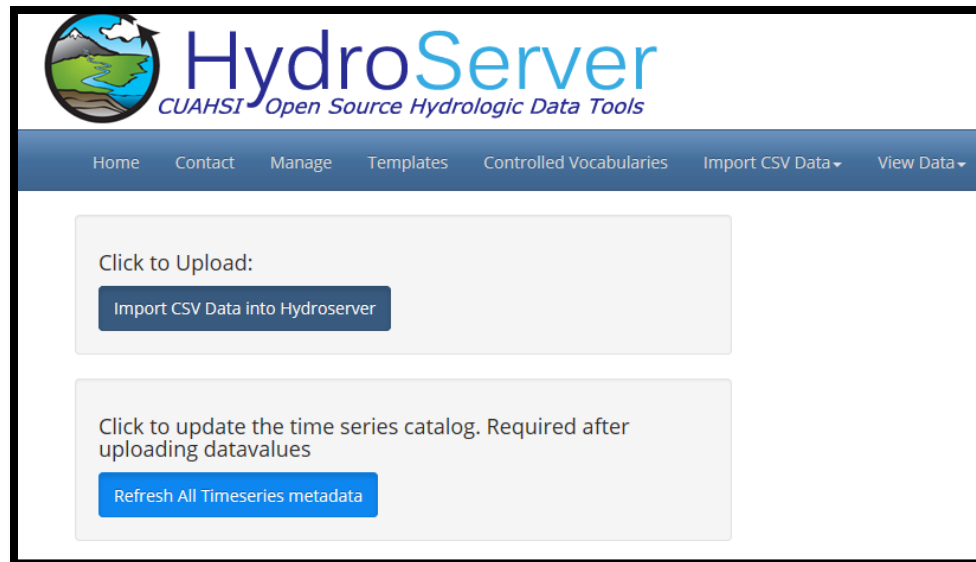 HydroServer
CUAHSI Open Source Hydrologic Data Tools
Home Contact Manage Templates Controlled Vocabularies Import CSV Data View Data
Click to Upload:
Import CSV Data into Hydroserver
Click to update the time series catalog. Required after
uploading datavalues
Refresh All Timeseries metadata